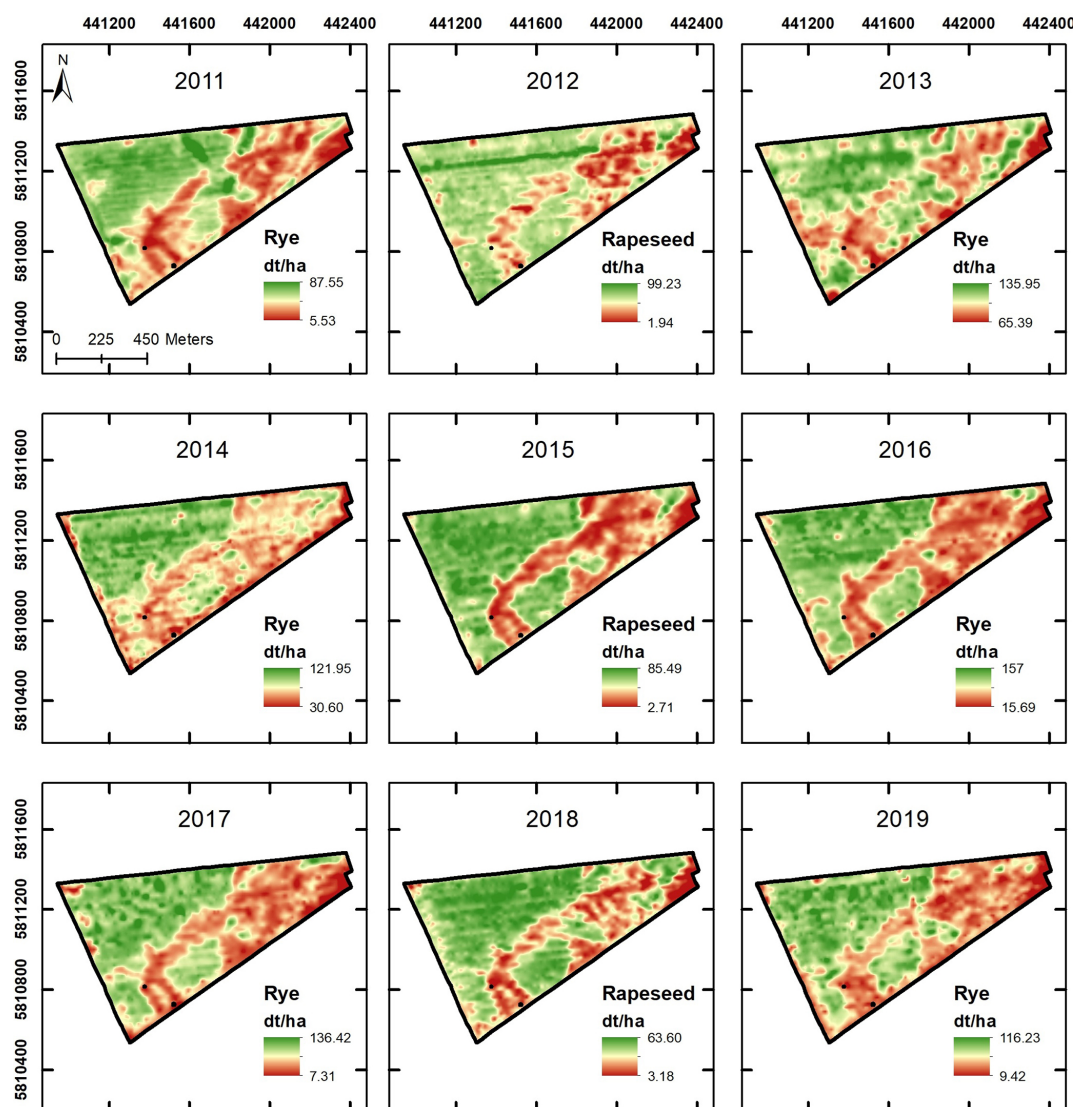 441200 441600 442000 442400 441200 441600 442000 442400 441200 441600 442000 442400
5811600
5811200
5810800
5810400
N
2011
Rye
dt/ha
87.55
5.53
0 225 450 Meters
2012
Rapeseed
dt/ha
99.23
1.94
2013
Rye
dt/ha
135.95
65.39
5811600
5811200
5810800
5810400
2014
Rye
dt/ha
121.95
30.60
2015
Rapeseed
dt/ha
85.49
2.71
2016
Rye
dt/ha
157
15.69
5811600
5811200
5810800
5810400
2017
Rye
dt/ha
136.42
7.31
2018
Rapeseed
dt/ha
63.60
3.18
2019
Rye
dt/ha
116.23
9.42